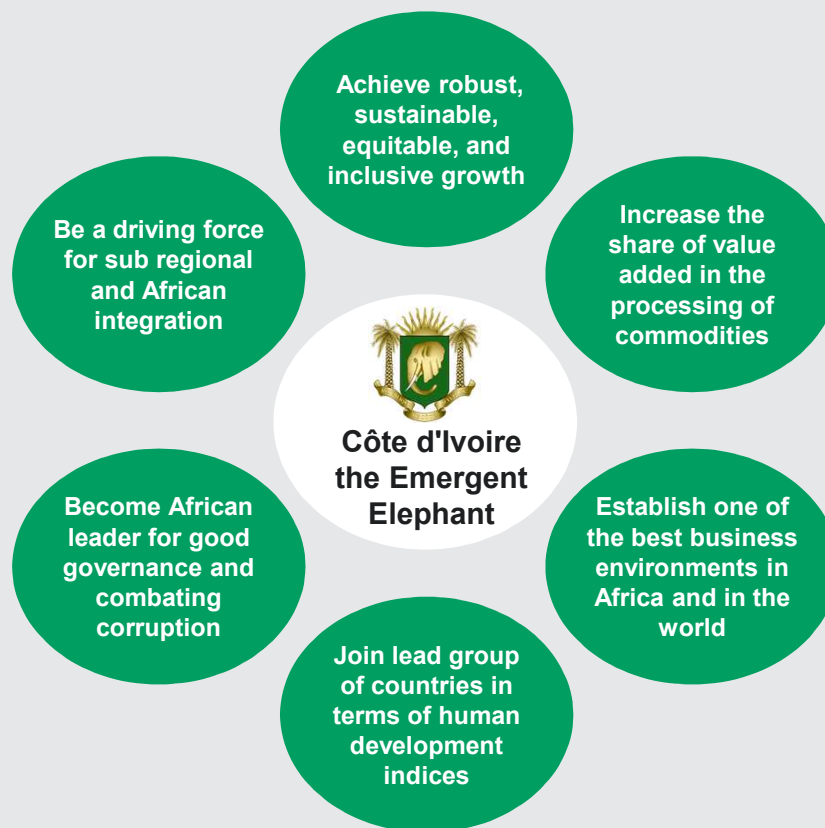 Achieve robust,
sustainable,
equitable, and
inclusive growth
Increase the
share of value
added in the
processing of
commodities
Establish one of
the best business
environments in
Africa and in the
world
Join lead group
of countries in
terms of human
development
indices
Become African
leader for good
governance and
combating
corruption
Be a driving force
for sub regional
and African
integration
Côte d'Ivoire
the Emergent
Elephant